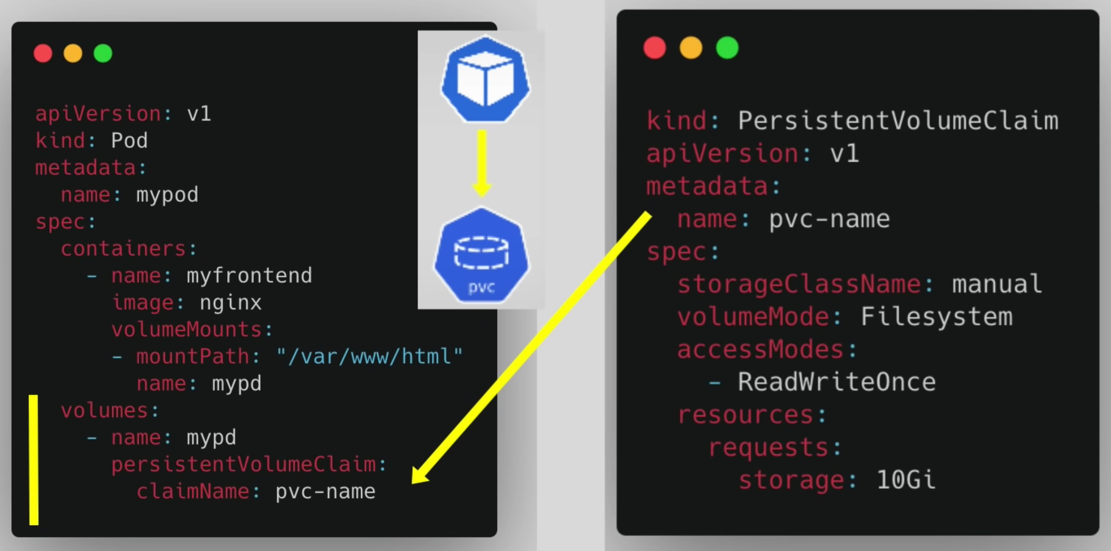 apiVersion: v1
kind: Pod
metadata:
  name: mypod
spec:
  containers:
    - name: myfrontend
      image: nginx
      volumeMounts:
      - mountPath: "/var/www/html"
        name: mypd
  volumes:
    - name: mypd
      persistentVolumeClaim:
        claimName: pvc-name
pvc
kind: PersistentVolumeClaim
apiVersion: v1
metadata:
  name: pvc-name
spec:
  storageClassName: manual
  volumeMode: Filesystem
  accessModes:
    - ReadWriteOnce
  resources:
    requests:
      storage: 10Gi